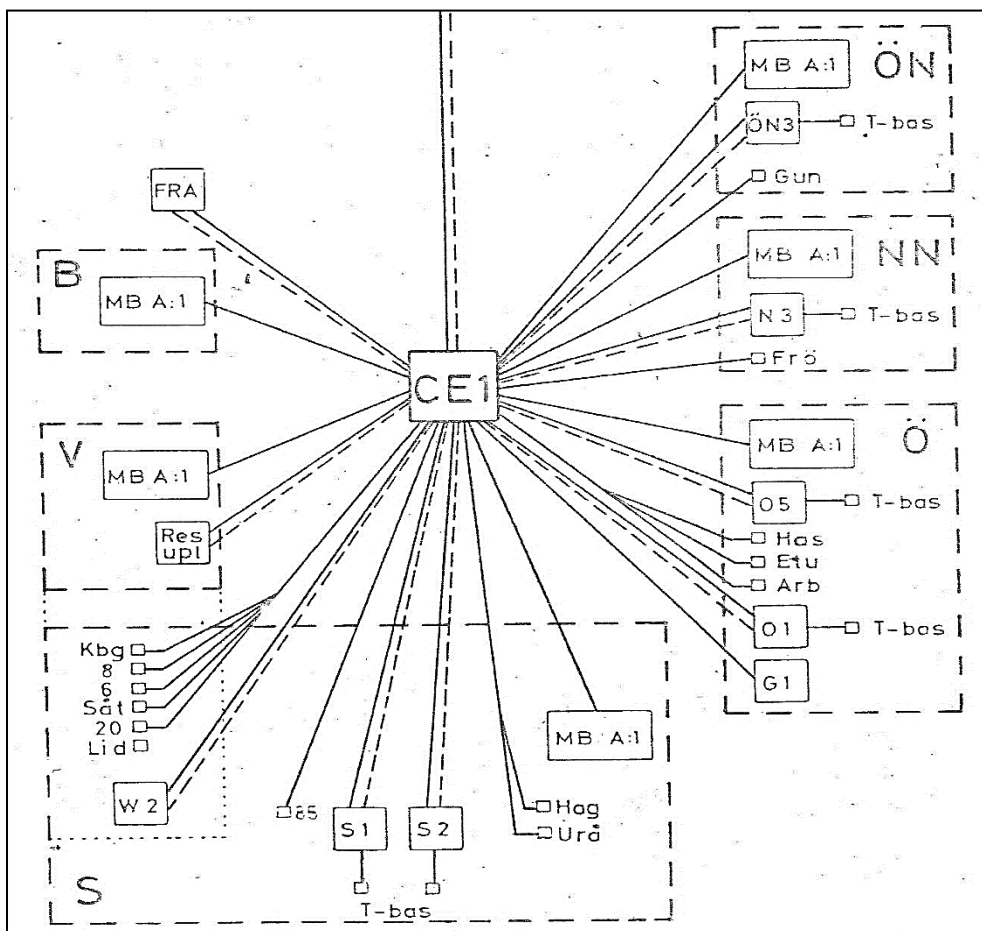 MB A:1 ÖN
ÖN3 T-bas
Gun
FRA
B
MB A:1
MB A:1 NN
N3 T-bas
Frö
CE1
V
MB A:1
Res
upl
Ö
MB A:1
O5 T-bas
Has
Etu
Arb
O1 T-bas
G1
Kbg
8
6
Såt
20
Lid
W2
85
S1
S2
MB A:1
Hag
Urå
T-bas
S